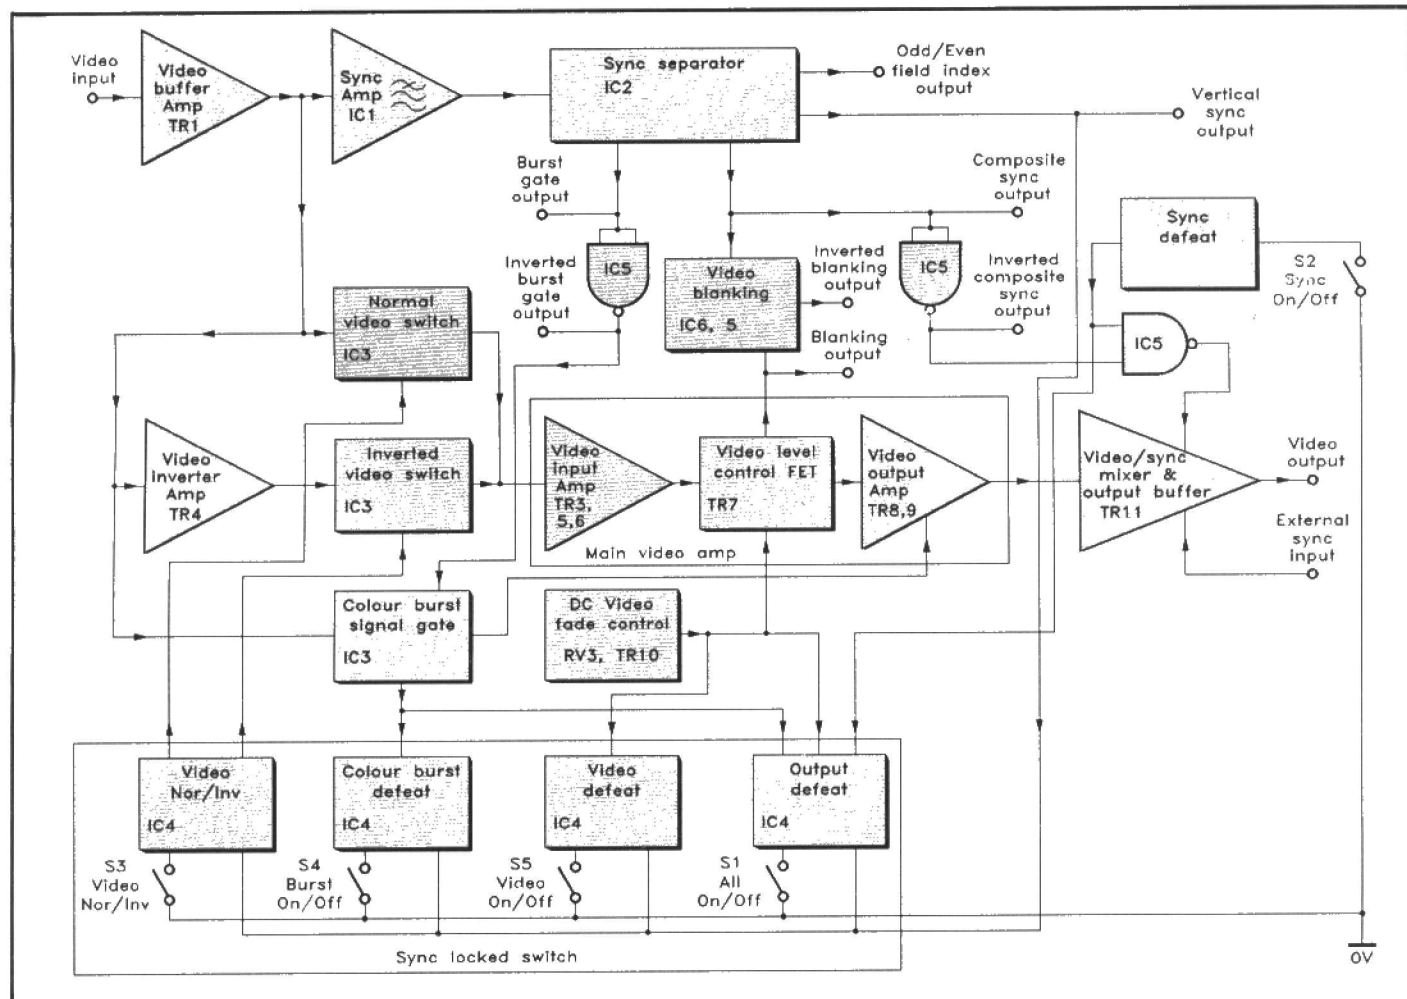 Video
input
Video
buffer
Amp
TR1
Sync
Amp
IC1
Sync separator
IC2
Odd/Even
field index
output
Vertical
sync
output
Burst
gate
output
Composite
sync
output
Sync
defeat
IC5
Inverted
burst
gate
output
Video
blanking
IC6, 5
Inverted
blanking
output
IC5
Inverted
composite
sync
output
S2
Sync
On/Off
Normal
video switch
IC3
Blanking
output
IC5
Video
inverter
Amp
TR4
Inverted
video switch
IC3
Video
input
Amp
TR3,
5,6
Video level
control FET
TR7
Video
output
Amp
TR8,9
Video/sync
mixer &
output buffer
TR11
Video
output
Main video amp
External
sync
input
Colour burst
signal gate
IC3
DC Video
fade control
RV3, TR10
Video
Nor/Inv
IC4
Colour burst
defeat
IC4
Video
defeat
IC4
Output
defeat
IC4
S3
Video
Nor/Inv
S4
Burst
On/Off
S5
Video
On/Off
S1
All
On/Off
Sync locked switch
0V